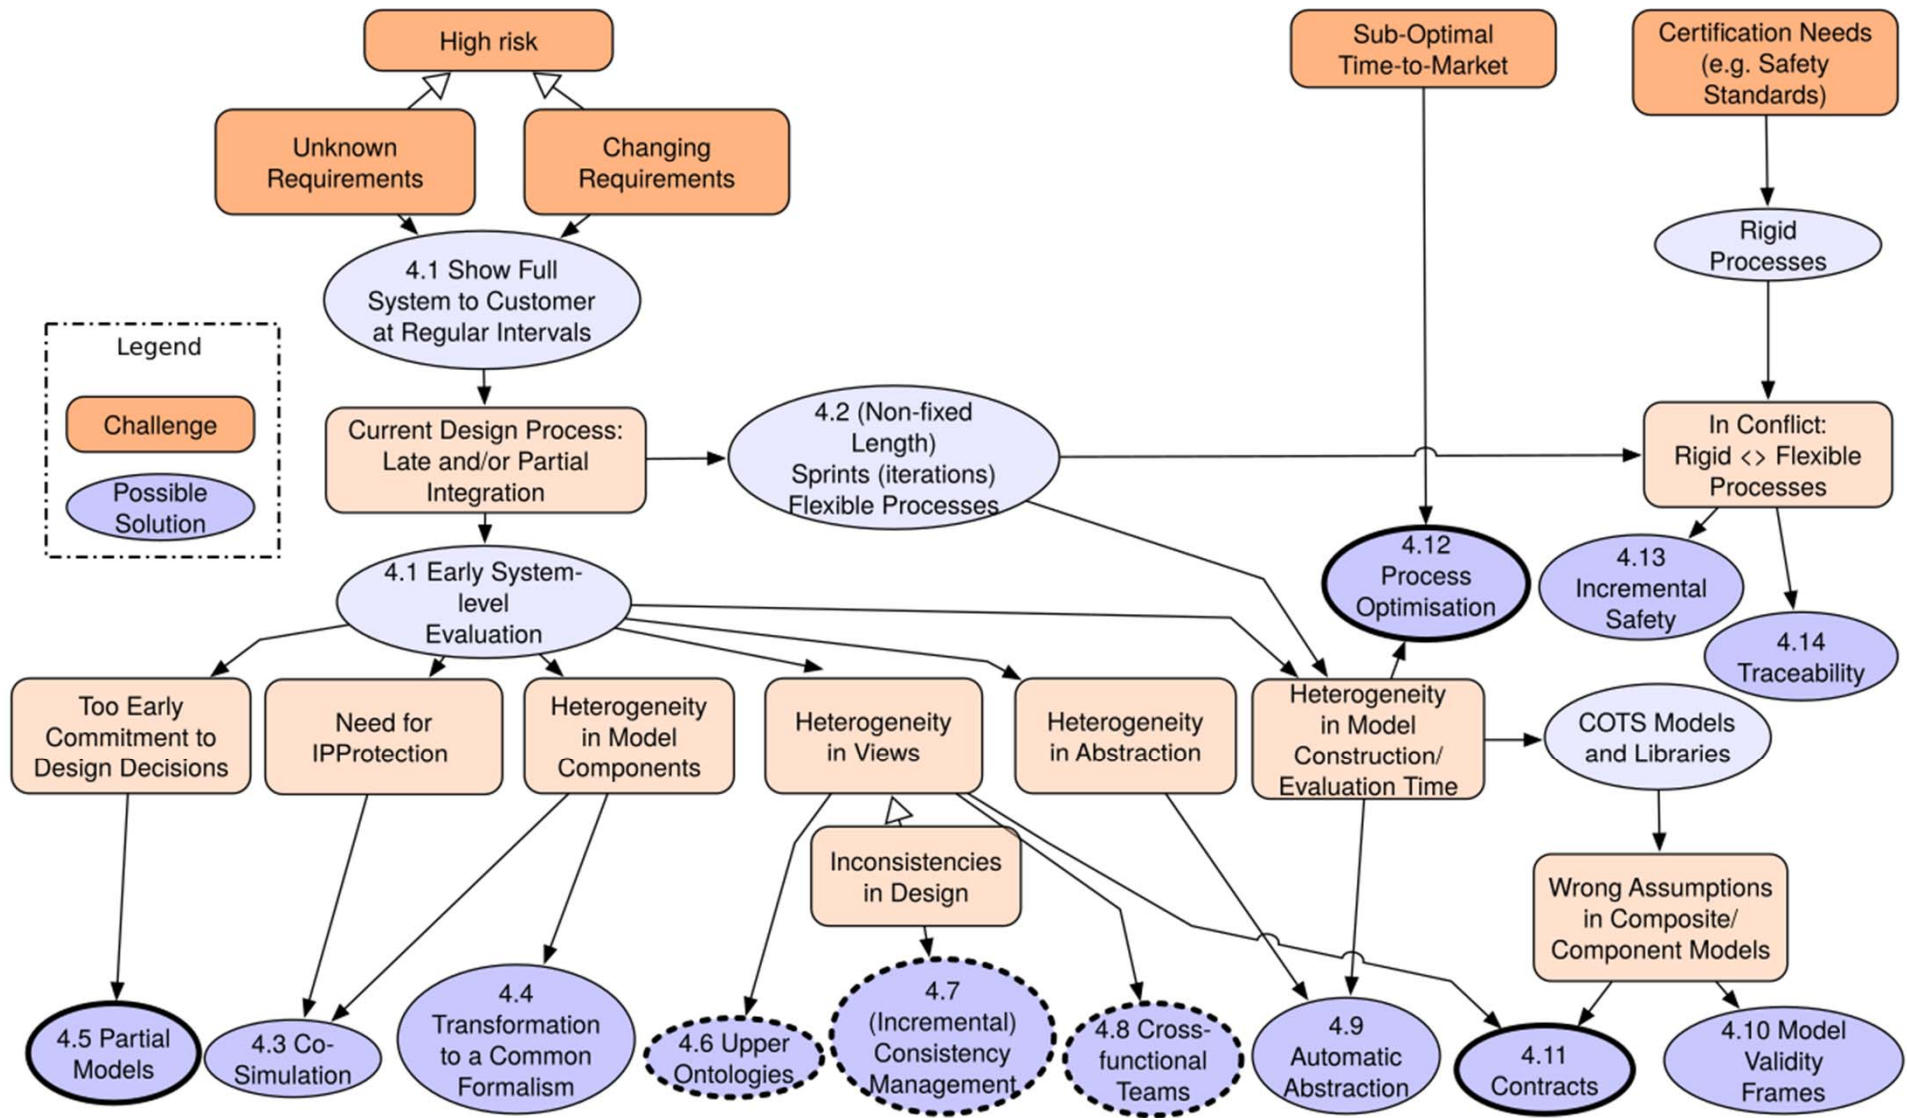 High risk
Sub-Optimal
Time-to-Market
Certification Needs
(e.g. Safety
Standards)
Unknown
Requirements
Changing
Requirements
Rigid
Processes
4.1 Show Full
System to Customer
at Regular Intervals
Legend
Challenge
Possible
Solution
Current Design Process:
Late and/or Partial
Integration
4.2 (Non-fixed
Length)
Sprints (iterations)
Flexible Processes
In Conflict:
Rigid <> Flexible
Processes
4.1 Early System-
level
Evaluation
4.12
Process
Optimisation
4.13
Incremental
Safety
4.14
Traceability
Too Early
Commitment to
Design Decisions
Need for
IPProtection
Heterogeneity
in Model
Components
Heterogeneity
in Views
Heterogeneity
in Abstraction
Heterogeneity
in Model
Construction/
Evaluation Time
COTS Models
and Libraries
Inconsistencies
in Design
Wrong Assumptions
in Composite/
Component Models
4.5 Partial
Models
4.3 Co-
Simulation
4.4
Transformation
to a Common
Formalism
4.6 Upper
Ontologies
4.7
(Incremental)
Consistency
Management
4.8 Cross-
functional
Teams
4.9
Automatic
Abstraction
4.11
Contracts
4.10 Model
Validity
Frames